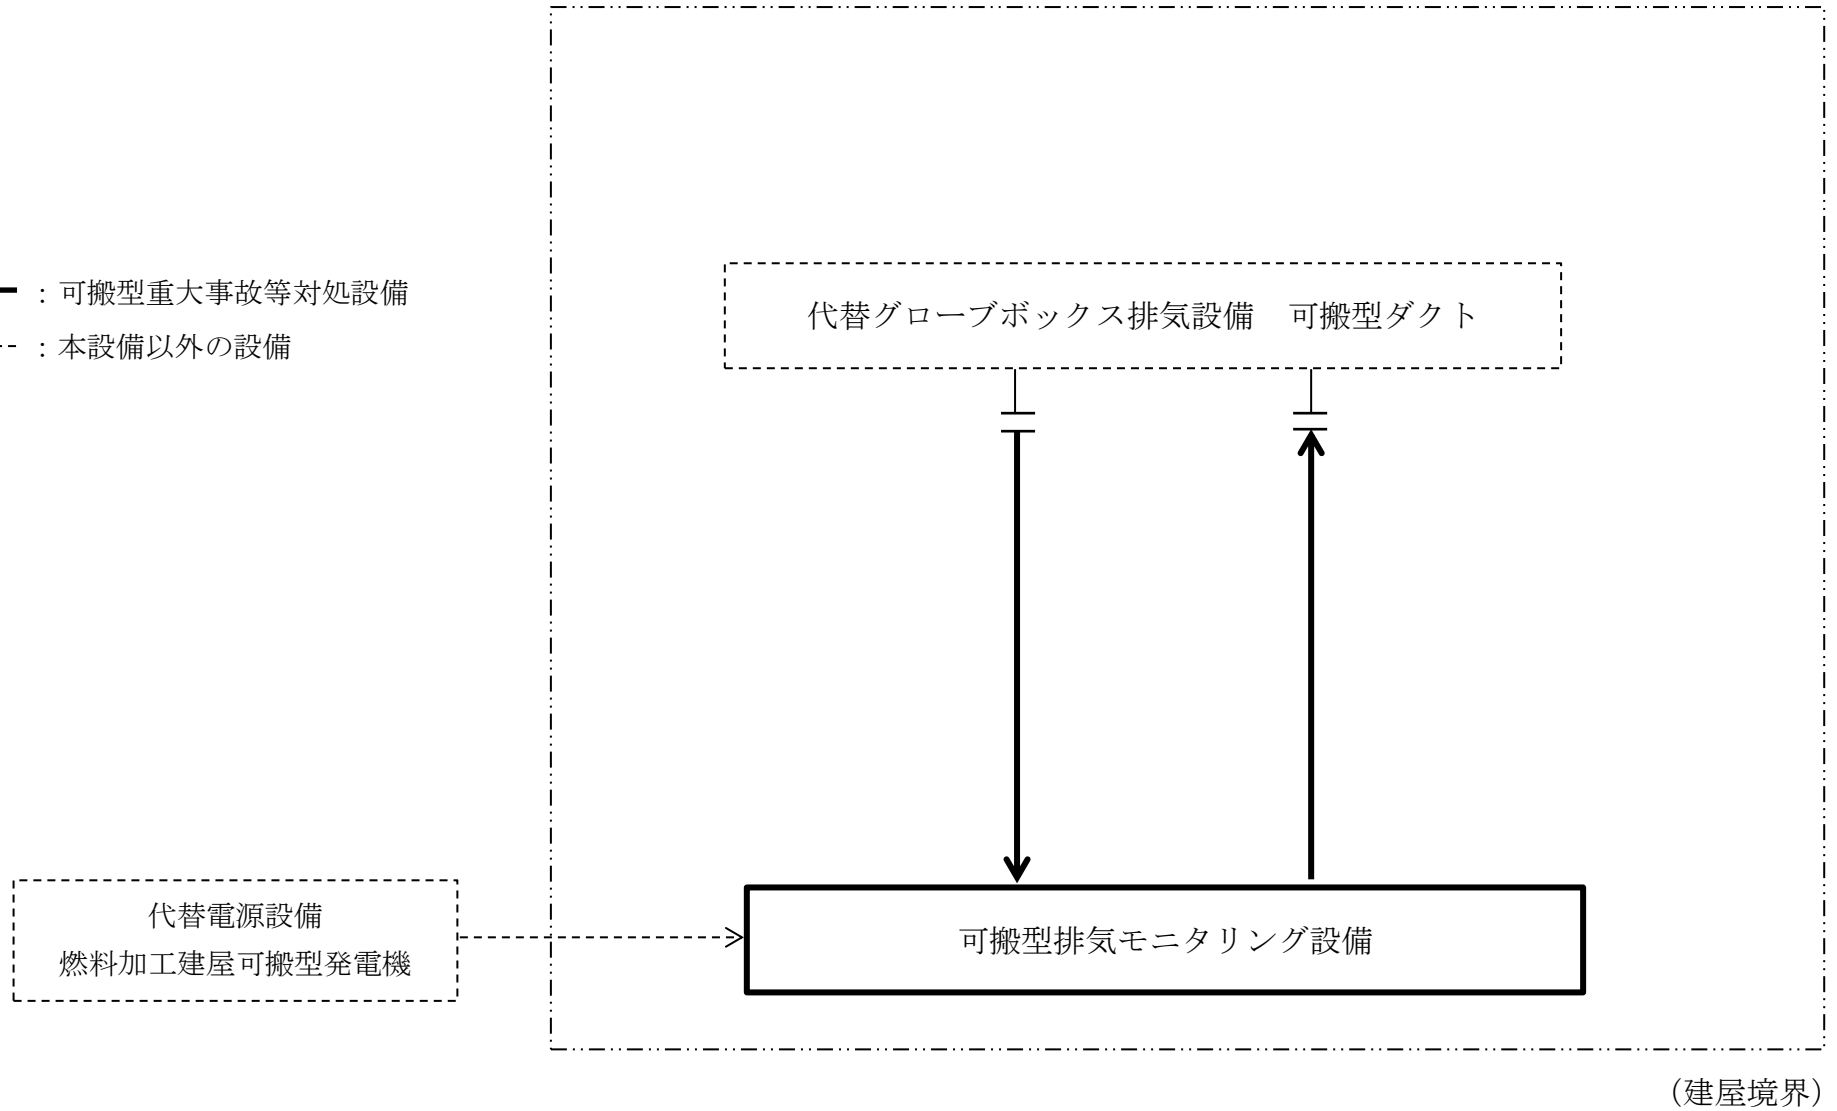 ：可搬型重大事故等対処設備
：本設備以外の設備
代替グローブボックス排気設備　可搬型ダクト
代替電源設備
燃料加工建屋可搬型発電機
可搬型排気モニタリング設備
（建屋境界）